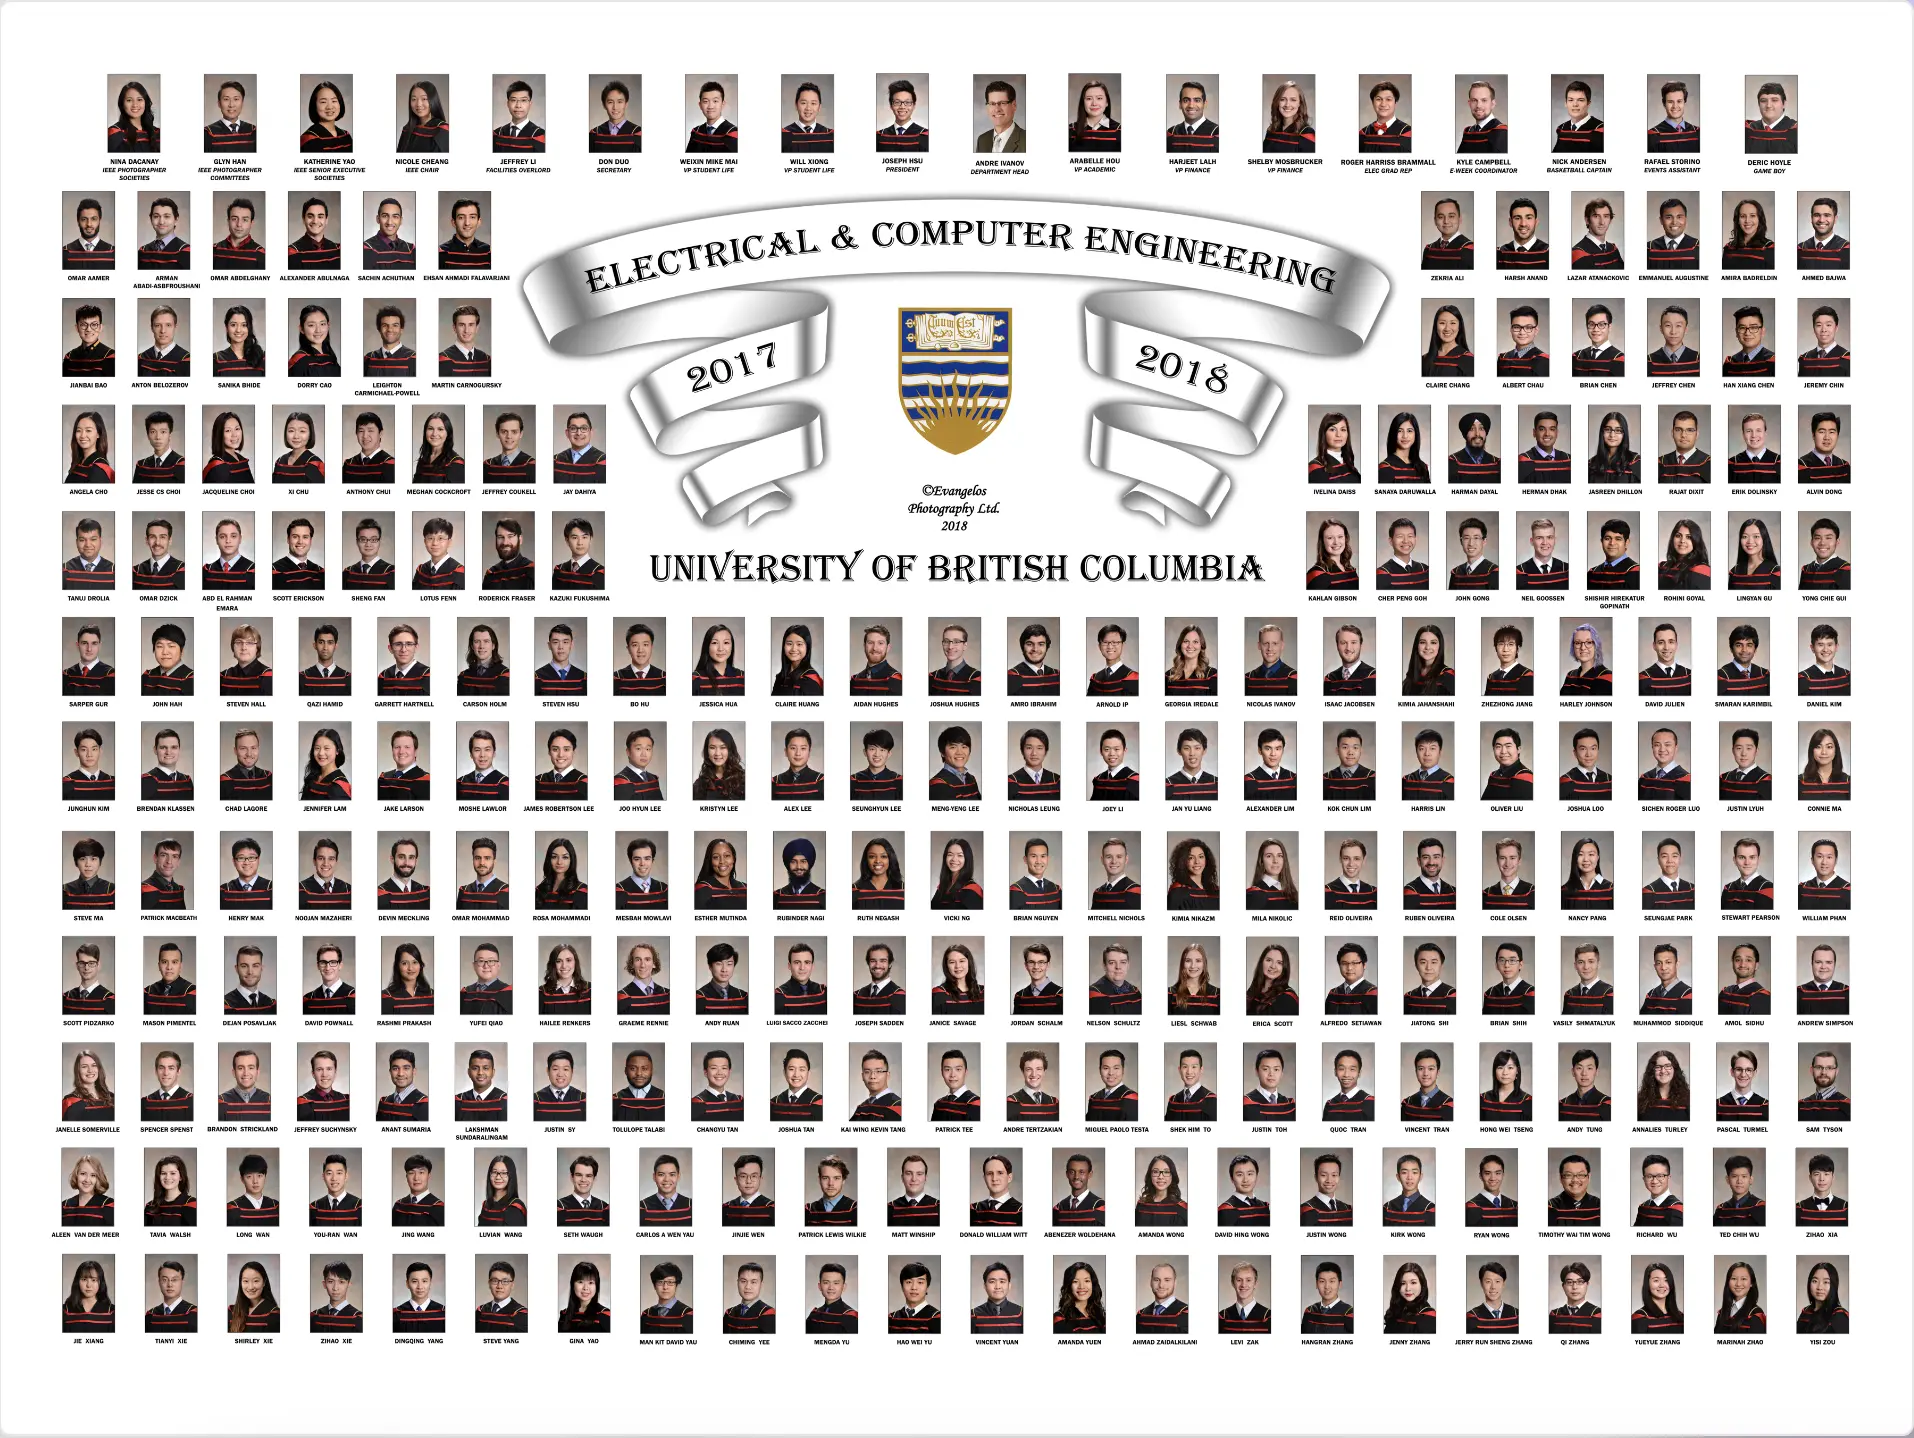 NINA DACANAY
IEEE PHOTOGRAPHER
SOCIETIES
GLYN HAN
IEEE PHOTOGRAPHER
COMMITTEES
KATHERINE YAO
IEEE SENIOR EXECUTIVE
SOCIETIES
NICOLE CHEANG
IEEE CHAIR
JEFFREY LI
FACILITIES OVERLORD
DON DUO
SECRETARY
WEIXIN MIKE MAI
VP STUDENT LIFE
WILL XIONG
VP STUDENT LIFE
JOSEPH HSU
PRESIDENT
ANDRE IVANOV
DEPARTMENT HEAD
ARABELLE HOU
VP ACADEMIC
HARJEET LALH
VP FINANCE
SHELBY MOSBRUCKER
VP FINANCE
ROGER HARRISS BRAMMALL
ELEC GRAD REP
KYLE CAMPBELL
E-WEEK COORDINATOR
NICK ANDERSEN
BASKETBALL CAPTAIN
RAFAEL STORINO
EVENTS ASSISTANT
DERIC HOYLE
GAME BOY
ELECTRICAL & COMPUTER ENGINEERING
2017
2018
Tuum Est
©Evangelos
Photography Ltd.
2018
UNIVERSITY OF BRITISH COLUMBIA
OMAR AAMER
ARMAN
ABADI-ASBFROUSHANI
OMAR ABDELGHANY
ALEXANDER ABULNAGA
SACHIN ACHUTHAN
EHSAN AHMADI FALAVARJANI
ZEKRIA ALI
HARSH ANAND
LAZAR ATANACKOVIC
EMMANUEL AUGUSTINE
AMIRA BADRELDIN
AHMED BAJWA
JIANBAI BAO
ANTON BELOZEROV
SANIKA BHIDE
DORRY CAO
LEIGHTON
CARMICHAEL-POWELL
MARTIN CARNOGURSKY
CLAIRE CHANG
ALBERT CHAU
BRIAN CHEN
JEFFREY CHEN
HAN XIANG CHEN
JEREMY CHIN
ANGELA CHO
JESSE CS CHOI
JACQUELINE CHOI
XI CHU
ANTHONY CHUI
MEGHAN COCKCROFT
JEFFREY COUKELL
JAY DAHIYA
IVELINA DAISS
SANAYA DARUWALLA
HARMAN DAYAL
HERMAN DHAK
JASREEN DHILLON
RAJAT DIXIT
ERIK DOLINSKY
ALVIN DONG
TANUJ DROLIA
OMAR DZICK
ABD EL RAHMAN
EMARA
SCOTT ERICKSON
SHENG FAN
LOTUS FENN
RODERICK FRASER
KAZUKI FUKUSHIMA
KAHLAN GIBSON
CHER PENG GOH
JOHN GONG
NEIL GOOSSEN
SHISHIR HIREKATUR
GOPINATH
ROHINI GOYAL
LINGYAN GU
YONG CHIE GUI
SARPER GUR
JOHN HAH
STEVEN HALL
QAZI HAMID
GARRETT HARTNELL
CARSON HOLM
STEVEN HSU
BO HU
JESSICA HUA
CLAIRE HUANG
AIDAN HUGHES
JOSHUA HUGHES
AMRO IBRAHIM
ARNOLD IP
GEORGIA IREDALE
NICOLAS IVANOV
ISAAC JACOBSEN
KIMIA JAHANSHAHI
ZHEZHONG JIANG
HARLEY JOHNSON
DAVID JULIEN
SMARAN KARIMBIL
DANIEL KIM
JUNGHUN KIM
BRENDAN KLASSEN
CHAD LAGORE
JENNIFER LAM
JAKE LARSON
MOSHE LAWLOR
JAMES ROBERTSON LEE
JOO HYUN LEE
KRISTYN LEE
ALEX LEE
SEUNGHYUN LEE
MENG-YENG LEE
NICHOLAS LEUNG
JOEY LI
JAN YU LIANG
ALEXANDER LIM
KOK CHUN LIM
HARRIS LIN
OLIVER LIU
JOSHUA LOO
SICHEN ROGER LUO
JUSTIN LYUH
CONNIE MA
STEVE MA
PATRICK MACBEATH
HENRY MAK
NOOJAN MAZAHERI
DEVIN MECKLING
OMAR MOHAMMAD
ROSA MOHAMMADI
MESBAH MOWLAVI
ESTHER MUTINDA
RUBINDER NAGI
RUTH NEGASH
VICKI NG
BRIAN NGUYEN
MITCHELL NICHOLS
KIMIA NIKAZM
MILA NIKOLIC
REID OLIVEIRA
RUBEN OLIVEIRA
COLE OLSEN
NANCY PANG
SEUNGJAE PARK
STEWART PEARSON
WILLIAM PHAN
SCOTT PIDZARKO
MASON PIMENTEL
DEJAN POSAVLJAK
DAVID POWNALL
RASHMI PRAKASH
YUFEI QIAO
HAILEE RENKERS
GRAEME RENNIE
ANDY RUAN
LUIGI SACCO ZACCHEI
JOSEPH SADDEN
JANICE SAVAGE
JORDAN SCHALM
NELSON SCHULTZ
LIESL SCHWAB
ERICA SCOTT
ALFREDO SETIAWAN
JIATONG SHI
BRIAN SHIH
VASILY SHMATALYUK
MUHAMMOD SIDDIQUE
AMOL SIDHU
ANDREW SIMPSON
JANELLE SOMERVILLE
SPENCER SPENST
BRANDON STRICKLAND
JEFFREY SUCHYNSKY
ANANT SUMARIA
LAKSHMAN
SUNDARALINGAM
JUSTIN SY
TOLULOPE TALABI
CHANGYU TAN
JOSHUA TAN
KAI WING KEVIN TANG
PATRICK TEE
ANDRE TERTZAKIAN
MIGUEL PAOLO TESTA
SHEK HIM TO
JUSTIN TOH
QUOC TRAN
VINCENT TRAN
HONG WEI TSENG
ANDY TUNG
ANNALIES TURLEY
PASCAL TURMEL
SAM TYSON
ALEEN VAN DER MEER
TAVIA WALSH
LONG WAN
YOU-RAN WAN
JING WANG
LUVIAN WANG
SETH WAUGH
CARLOS A WEN YAU
JINJIE WEN
PATRICK LEWIS WILKIE
MATT WINSHIP
DONALD WILLIAM WITT
ABENEZER WOLDEHANA
AMANDA WONG
DAVID HING WONG
JUSTIN WONG
KIRK WONG
RYAN WONG
TIMOTHY WAI TIM WONG
RICHARD WU
TED CHIH WU
ZIHAO XIA
JIE XIANG
TIANYI XIE
SHIRLEY XIE
ZIHAO XIE
DINGQING YANG
STEVE YANG
GINA YAO
MAN KIT DAVID YAU
CHIMING YEE
MENGDA YU
HAO WEI YU
VINCENT YUAN
AMANDA YUEN
AHMAD ZAIDALKILANI
LEVI ZAK
HANGRAN ZHANG
JENNY ZHANG
JERRY RUN SHENG ZHANG
QI ZHANG
YUEYUE ZHANG
MARINAH ZHAO
YISI ZOU